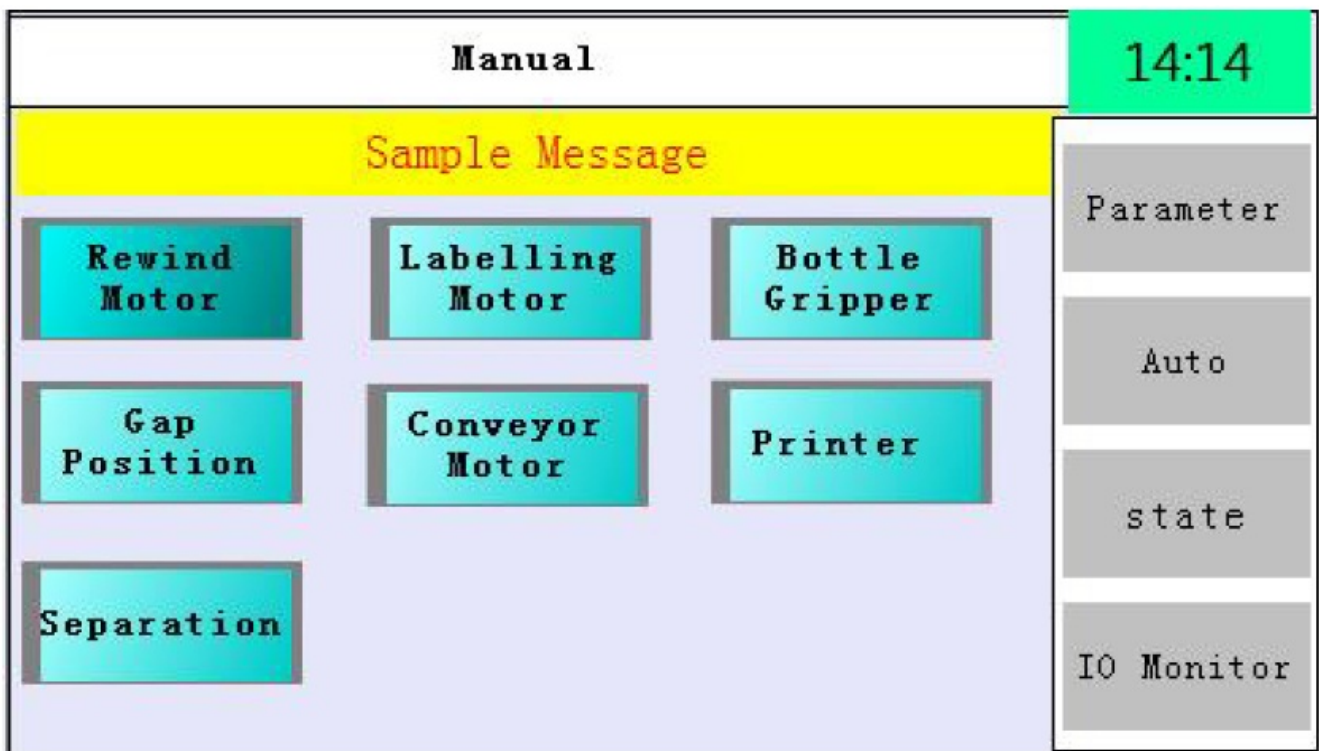 Manual
14:14
Sample Message
Rewind
Motor
Labelling
Motor
Bottle
Gripper
Gap
Position
Conveyor
Motor
Printer
Separation
Parameter
Auto
state
IO Monitor